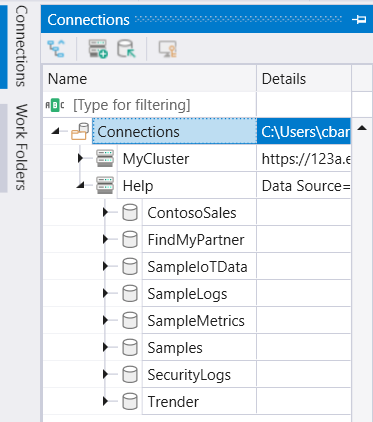 Connections
Work Folders
Connections
Name Details
ABC [Type for filtering]
Connections C:\Users\cbar
MyCluster https://123a.e
Help Data Source=
ContosoSales
FindMyPartner
SampleIoTData
SampleLogs
SampleMetrics
Samples
SecurityLogs
Trender